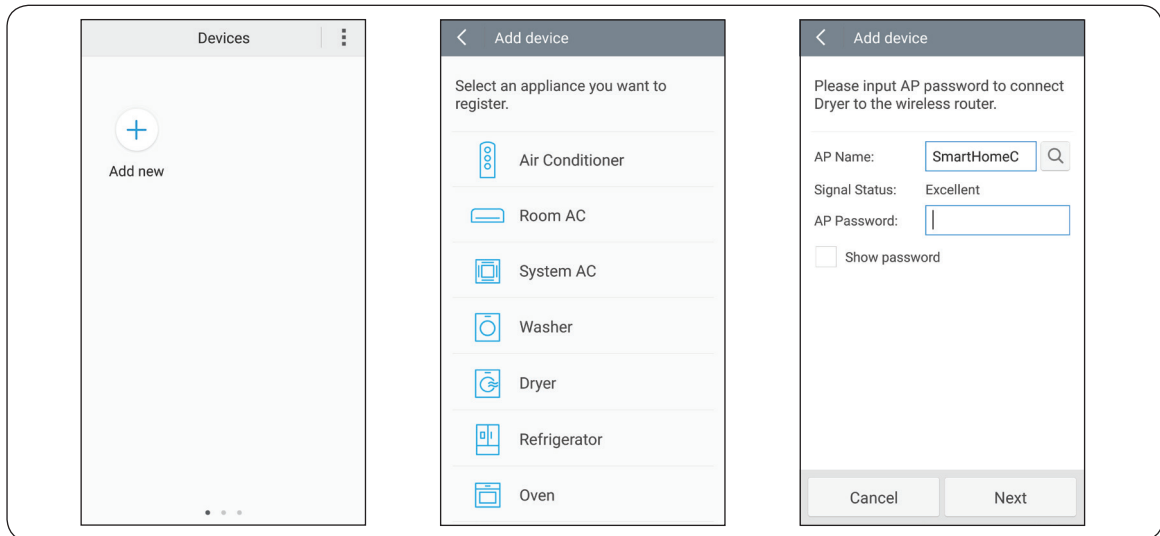 Devices
Add new
Add device
Select an appliance you want to
register.
Air Conditioner
Room AC
System AC
Washer
Dryer
Refrigerator
Oven
Add device
Please input AP password to connect
Dryer to the wireless router.
AP Name: SmartHomeC
Signal Status: Excellent
AP Password:
Show password
Cancel Next